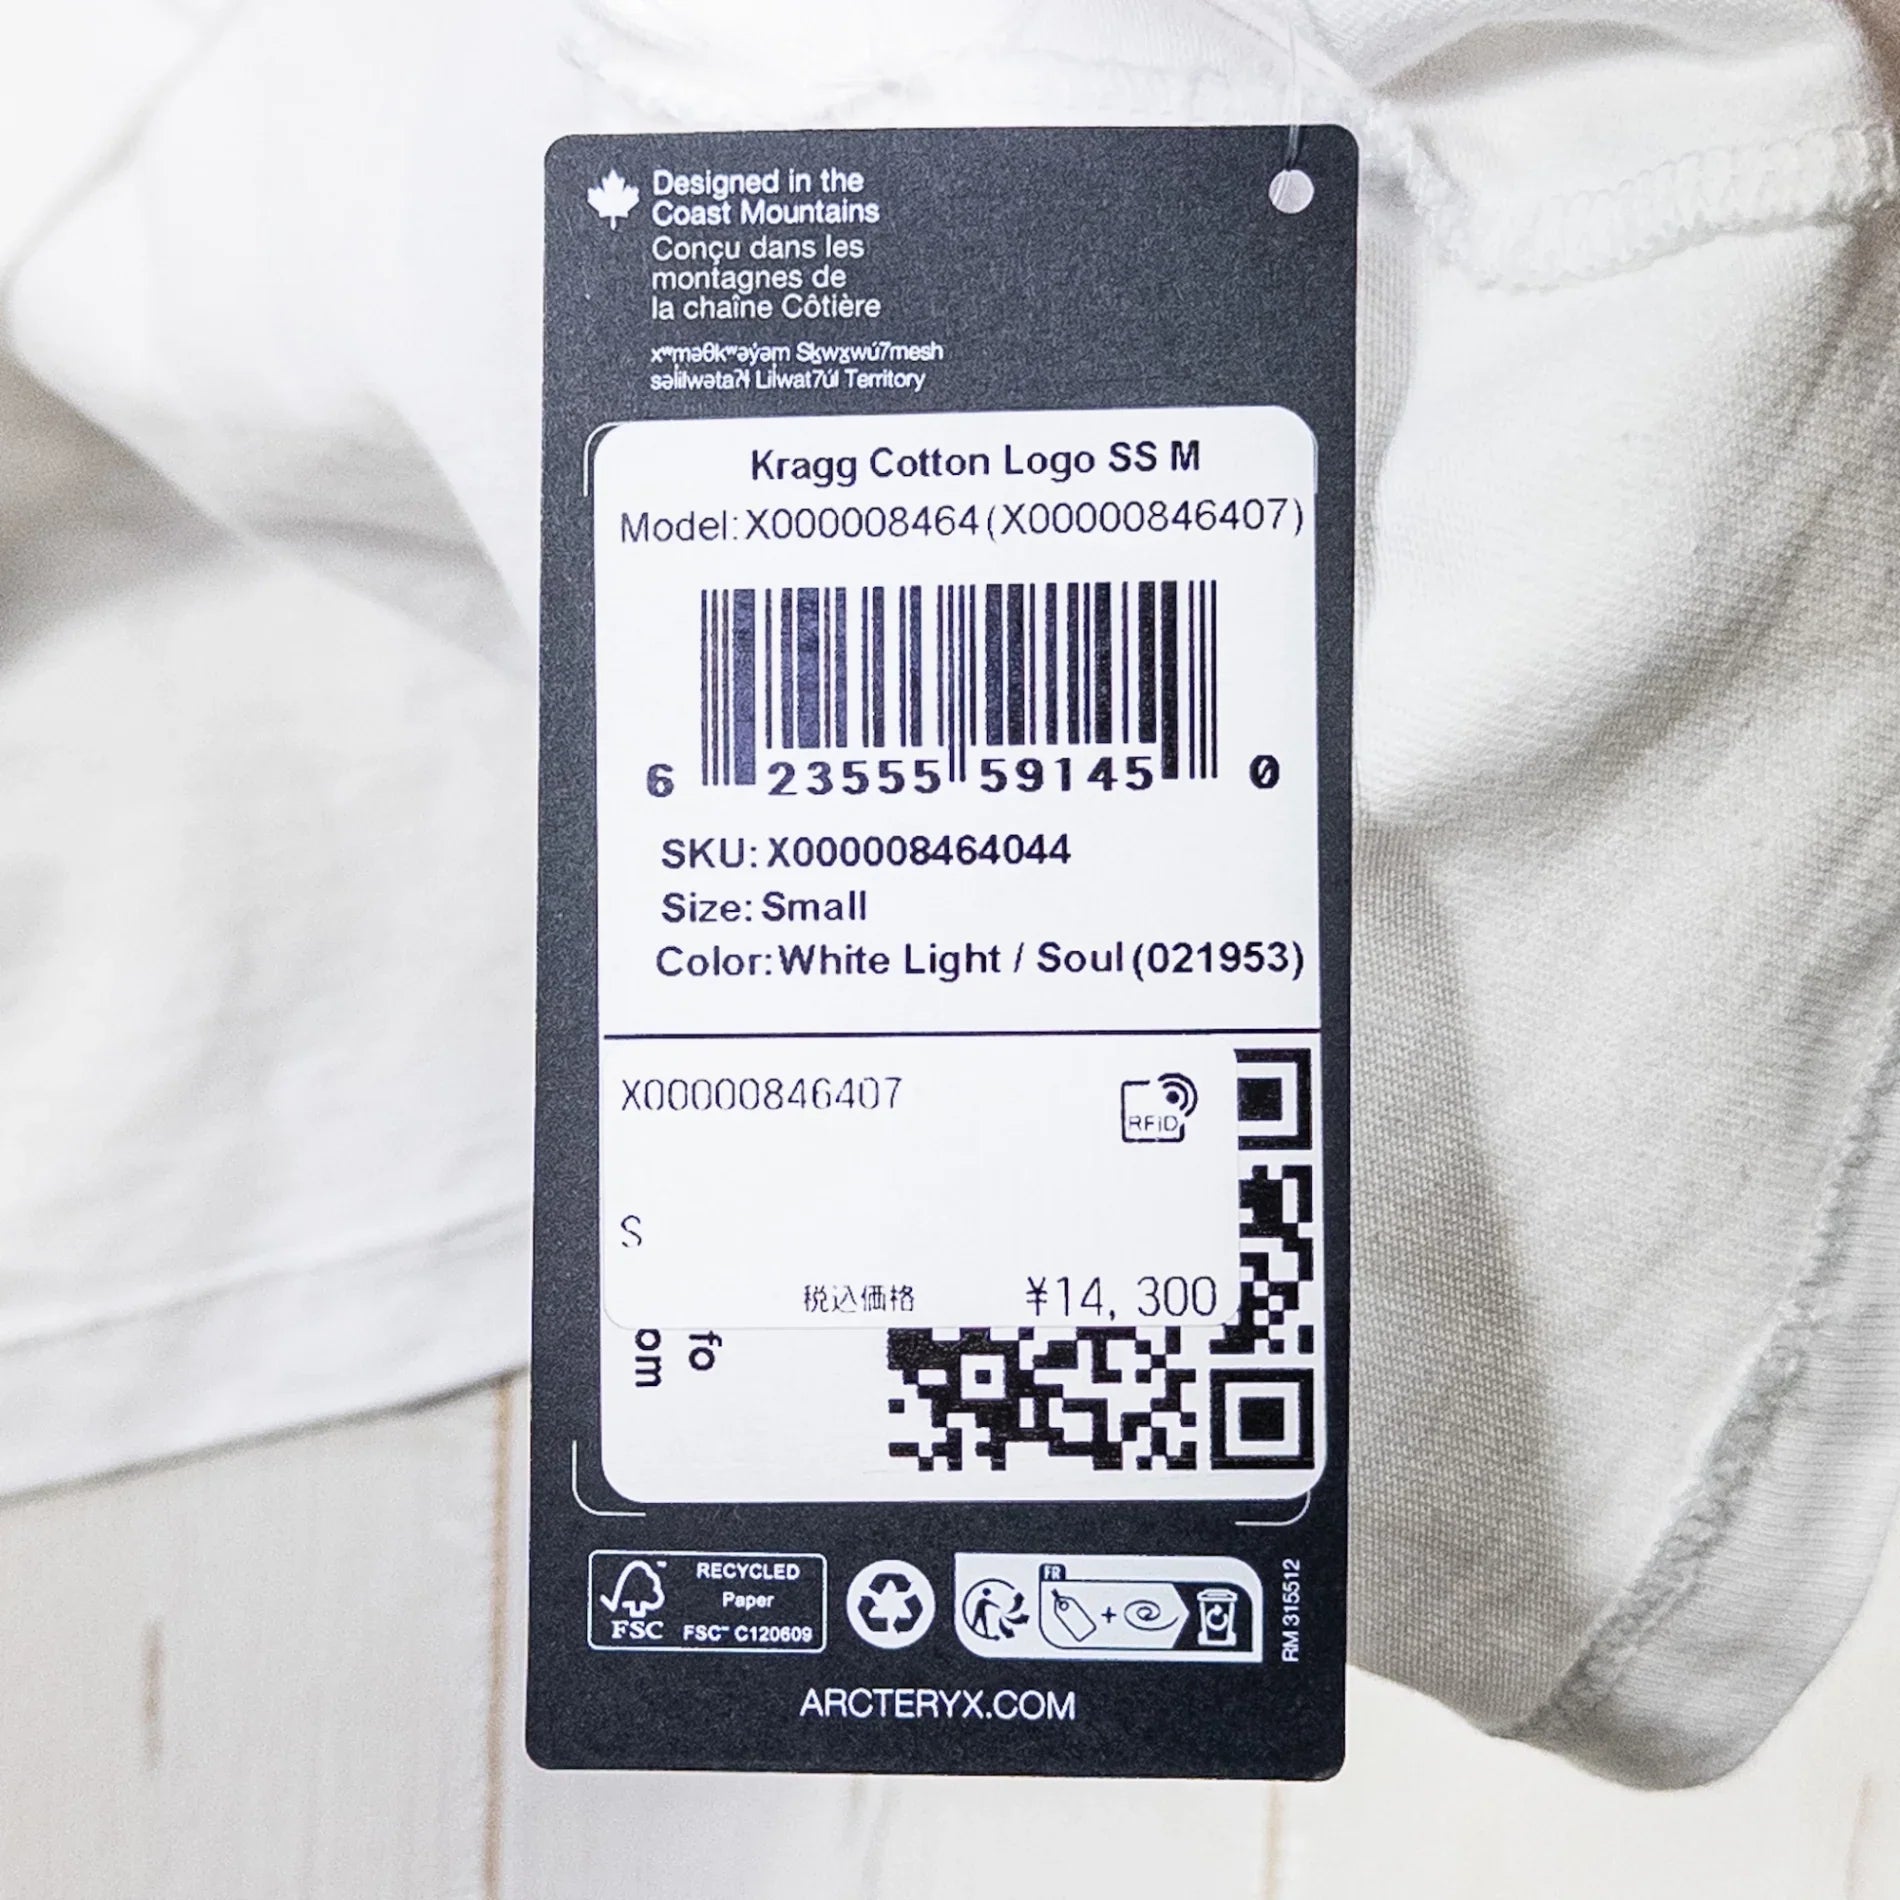 Designed in the
Coast Mountains
Conçu dans les
montagnes de
la chaîne Côtière
xʷməθkʷəy̓əm Sḵwx̱wú7mesh
səl̓ilwətaʔɬ Lil̓wat7úl Territory
Kragg Cotton Logo SS M
Model:X000008464(X00000846407)
6 23555 59145 0
SKU: X000008464044
Size: Small
Color:White Light / Soul(021953)
X00000846407
RFiD
S
税込価格 ¥14, 300
fo
om
FSC
RECYCLED
Paper
FSC™ C120609
FR
+
RM 315512
ARCTERYX.COM